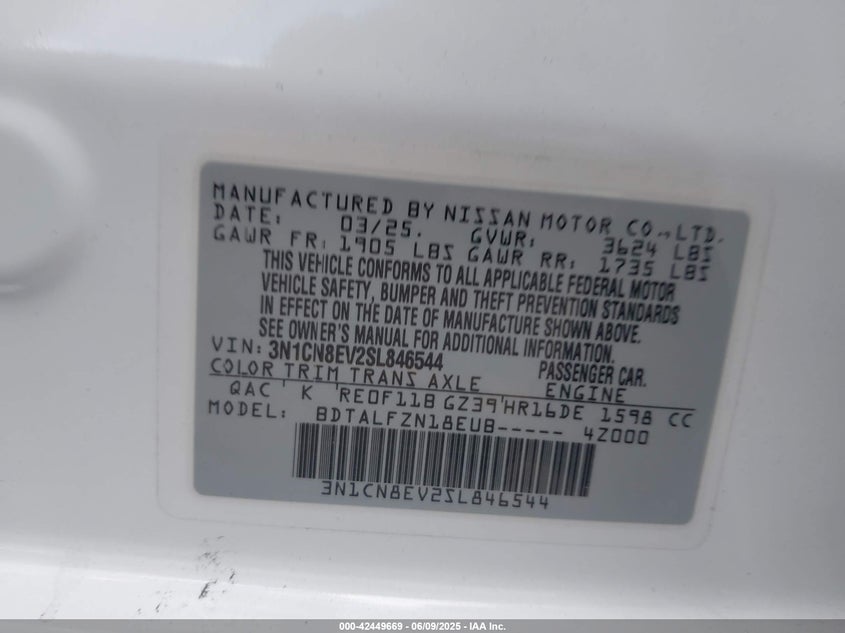 MANUFACTURED BY NISSAN MOTOR CO.,LTD.
DATE: 03/25. GVWR: 3624 LBS
GAWR FR: 1905 LBS GAWR RR: 1735 LBS
THIS VEHICLE CONFORMS TO ALL APPLICABLE FEDERAL MOTOR
VEHICLE SAFETY, BUMPER AND THEFT PREVENTION STANDARDS
IN EFFECT ON THE DATE OF MANUFACTURE SHOWN ABOVE.
SEE OWNER'S MANUAL FOR ADDITIONAL INFORMATION.
VIN: 3N1CN8EV2SL846544 PASSENGER CAR.
COLOR TRIM TRANS AXLE ENGINE
QAC ' K 'RE0F11B GZ39'HR16DE 1598 CC
MODEL: BDTALFZN18EUB----- 4Z000
3N1CN8EV2SL846544
000-42449669 - 06/09/2025 - IAA Inc.